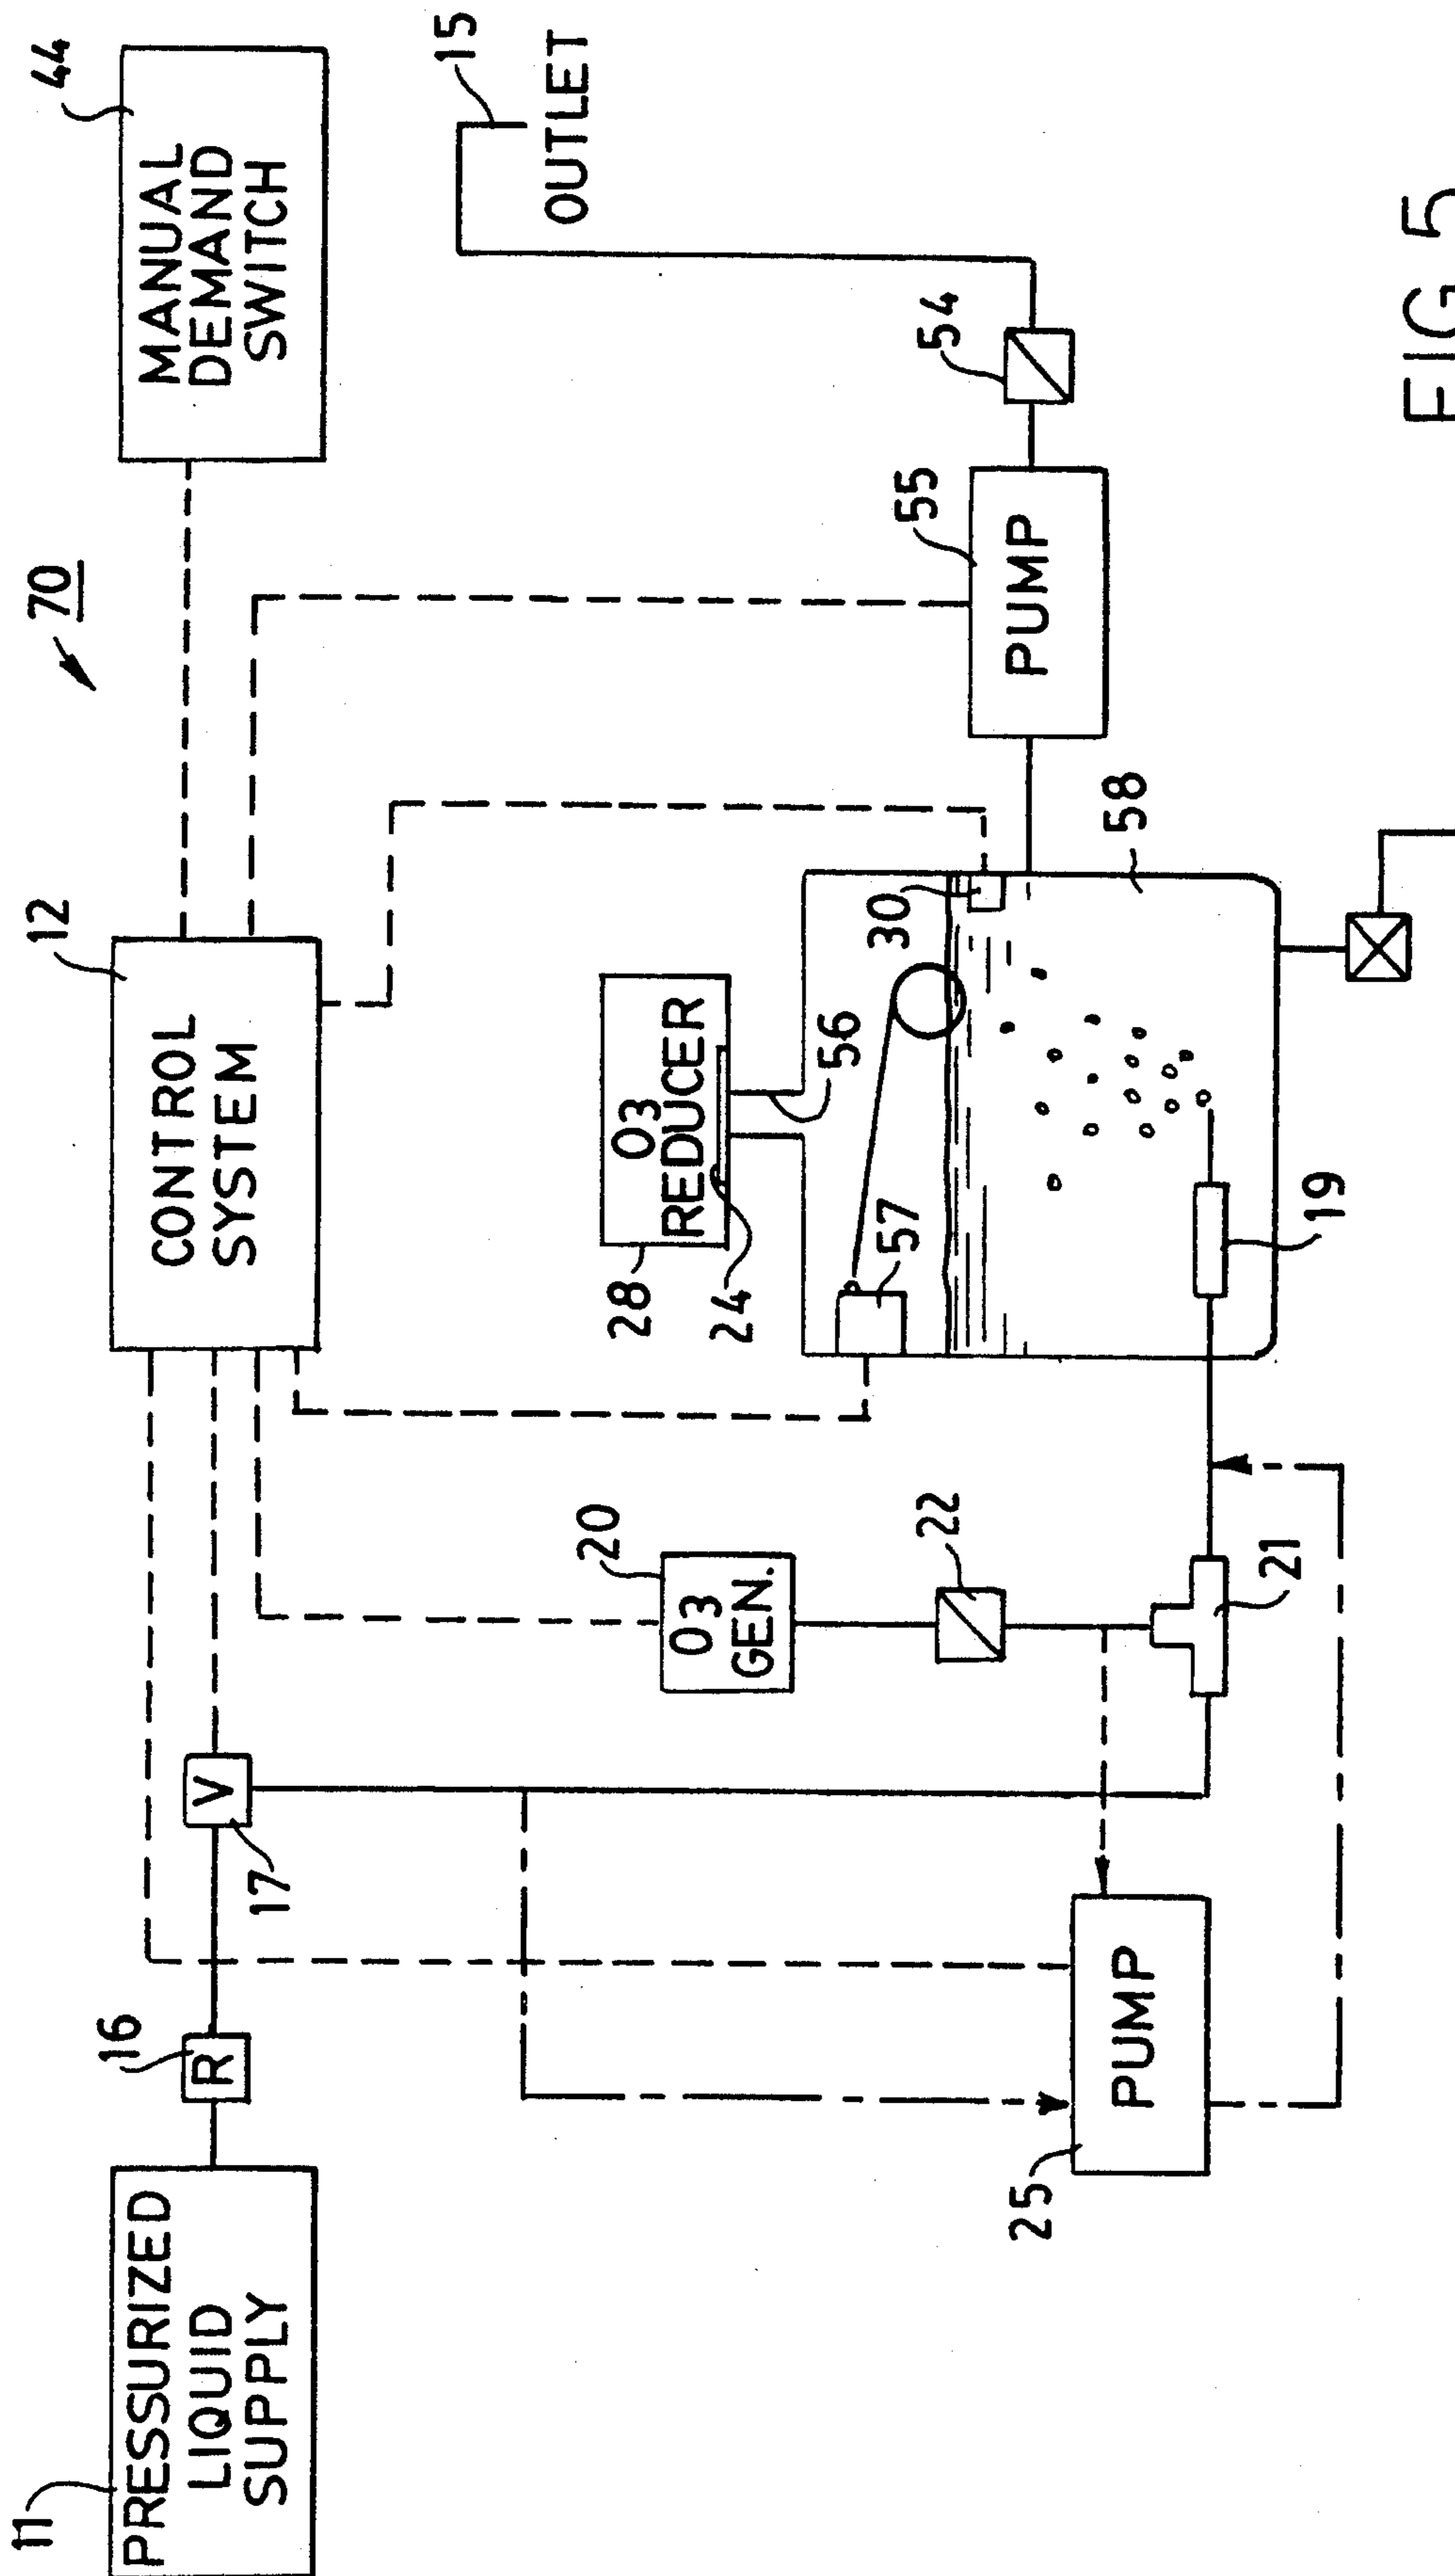 70
11
PRESSURIZED
LIQUID
SUPPLY
16
R
17
V
12
CONTROL
SYSTEM
44
MANUAL
DEMAND
SWITCH
15
OUTLET
20
O3
GEN.
22
21
25
PUMP
28
O3
REDUCER
24
56
57
30
19
58
55
PUMP
54
FIG 5